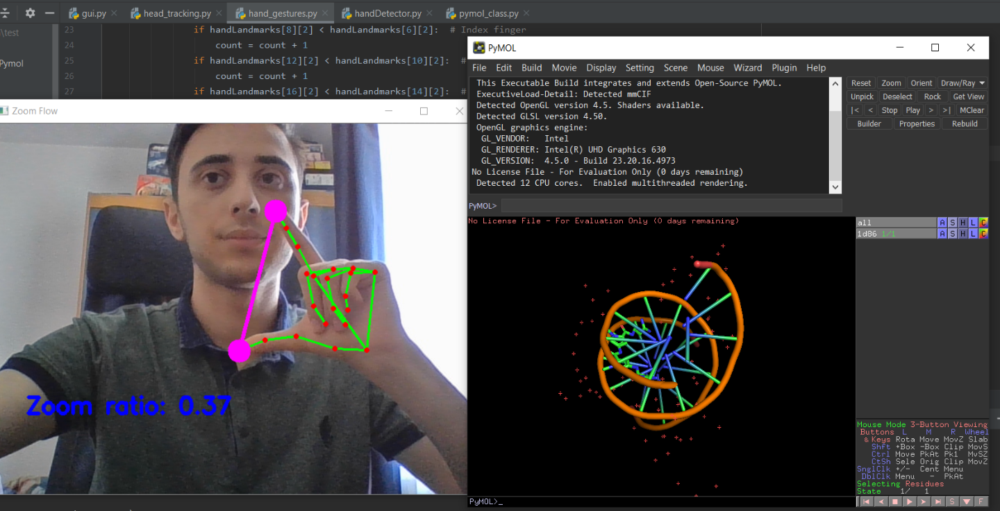 gui.py
head_tracking.py
hand_gestures.py
handDetector.py
pymol_class.py
\test
Pymol
23 if handLandmarks[8][2] < handLandmarks[6][2]: # Index finger
24 count = count + 1
25 if handLandmarks[12][2] < handLandmarks[10][2]: #
26 count = count + 1
27 if handLandmarks[16][2] < handLandmarks[14][2]: #
Zoom Flow
Zoom ratio: 0.37
PyMOL
File Edit Build Movie Display Setting Scene Mouse Wizard Plugin Help
This Executable Build integrates and extends Open-Source PyMOL.
ExecutiveLoad-Detail: Detected mmCIF
Detected OpenGL version 4.5. Shaders available.
Detected GLSL version 4.50.
OpenGL graphics engine:
GL_VENDOR: Intel
GL_RENDERER: Intel(R) UHD Graphics 630
GL_VERSION: 4.5.0 - Build 23.20.16.4973
No License File - For Evaluation Only (0 days remaining)
Detected 12 CPU cores. Enabled multithreaded rendering.
PyMOL>
Reset Zoom Orient Draw/Ray
Unpick Deselect Rock Get View
|< < Stop Play > >| MClear
Builder Properties Rebuild
No License File - For Evaluation Only (0 days remaining)
all A S H L C
1d86 1/1 A S H L C
Mouse Mode 3-Button Viewing
Buttons L M R Wheel
& Keys Rota Move MovZ Slab
Shft +Box -Box Clip MovS
Ctrl Move PkAt Pk1 MvSZ
CtSh Sele Orig Clip MovZ
SnglClk +/- Cent Menu
DblClk Menu - PkAt
Selecting Residues
State 1/ 1
S F
PyMOL>_